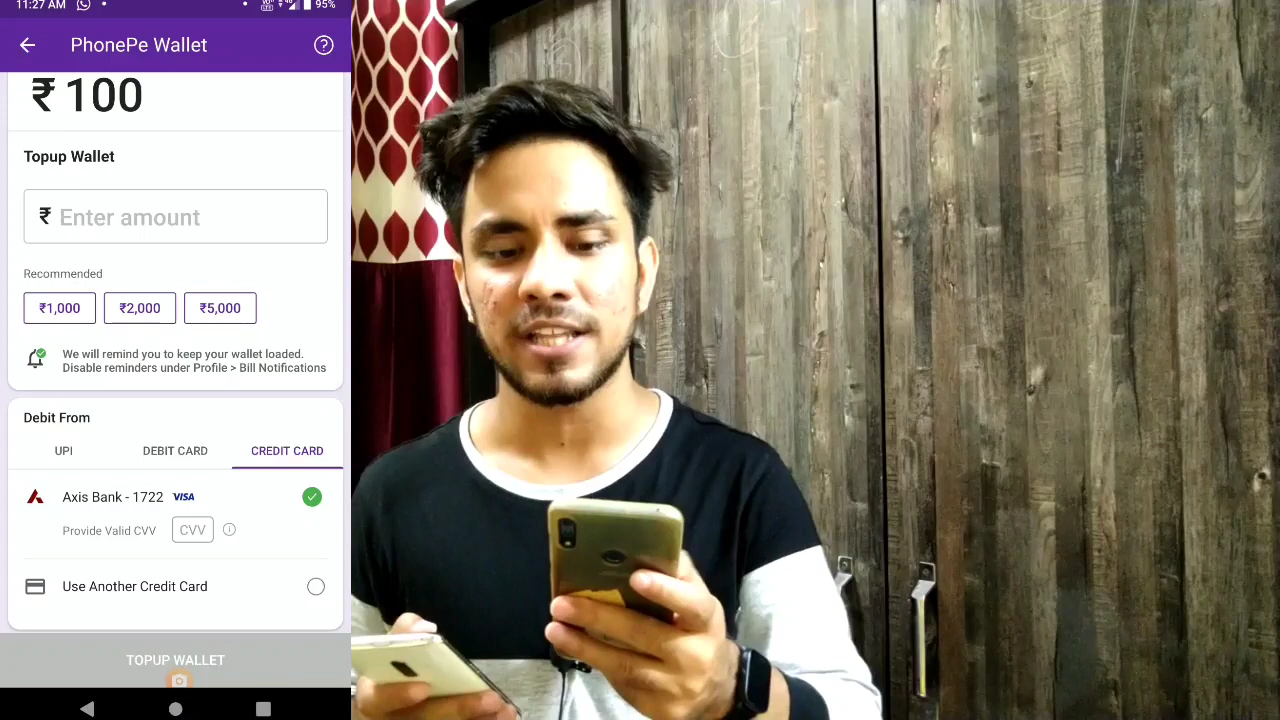 11:27 AM 95%
PhonePe Wallet
₹ 100
Topup Wallet
₹ Enter amount
Recommended
₹1,000 ₹2,000 ₹5,000
We will remind you to keep your wallet loaded.
Disable reminders under Profile > Bill Notifications
Debit From
UPI DEBIT CARD CREDIT CARD
Axis Bank - 1722 VISA
Provide Valid CVV CVV
Use Another Credit Card
TOPUP WALLET